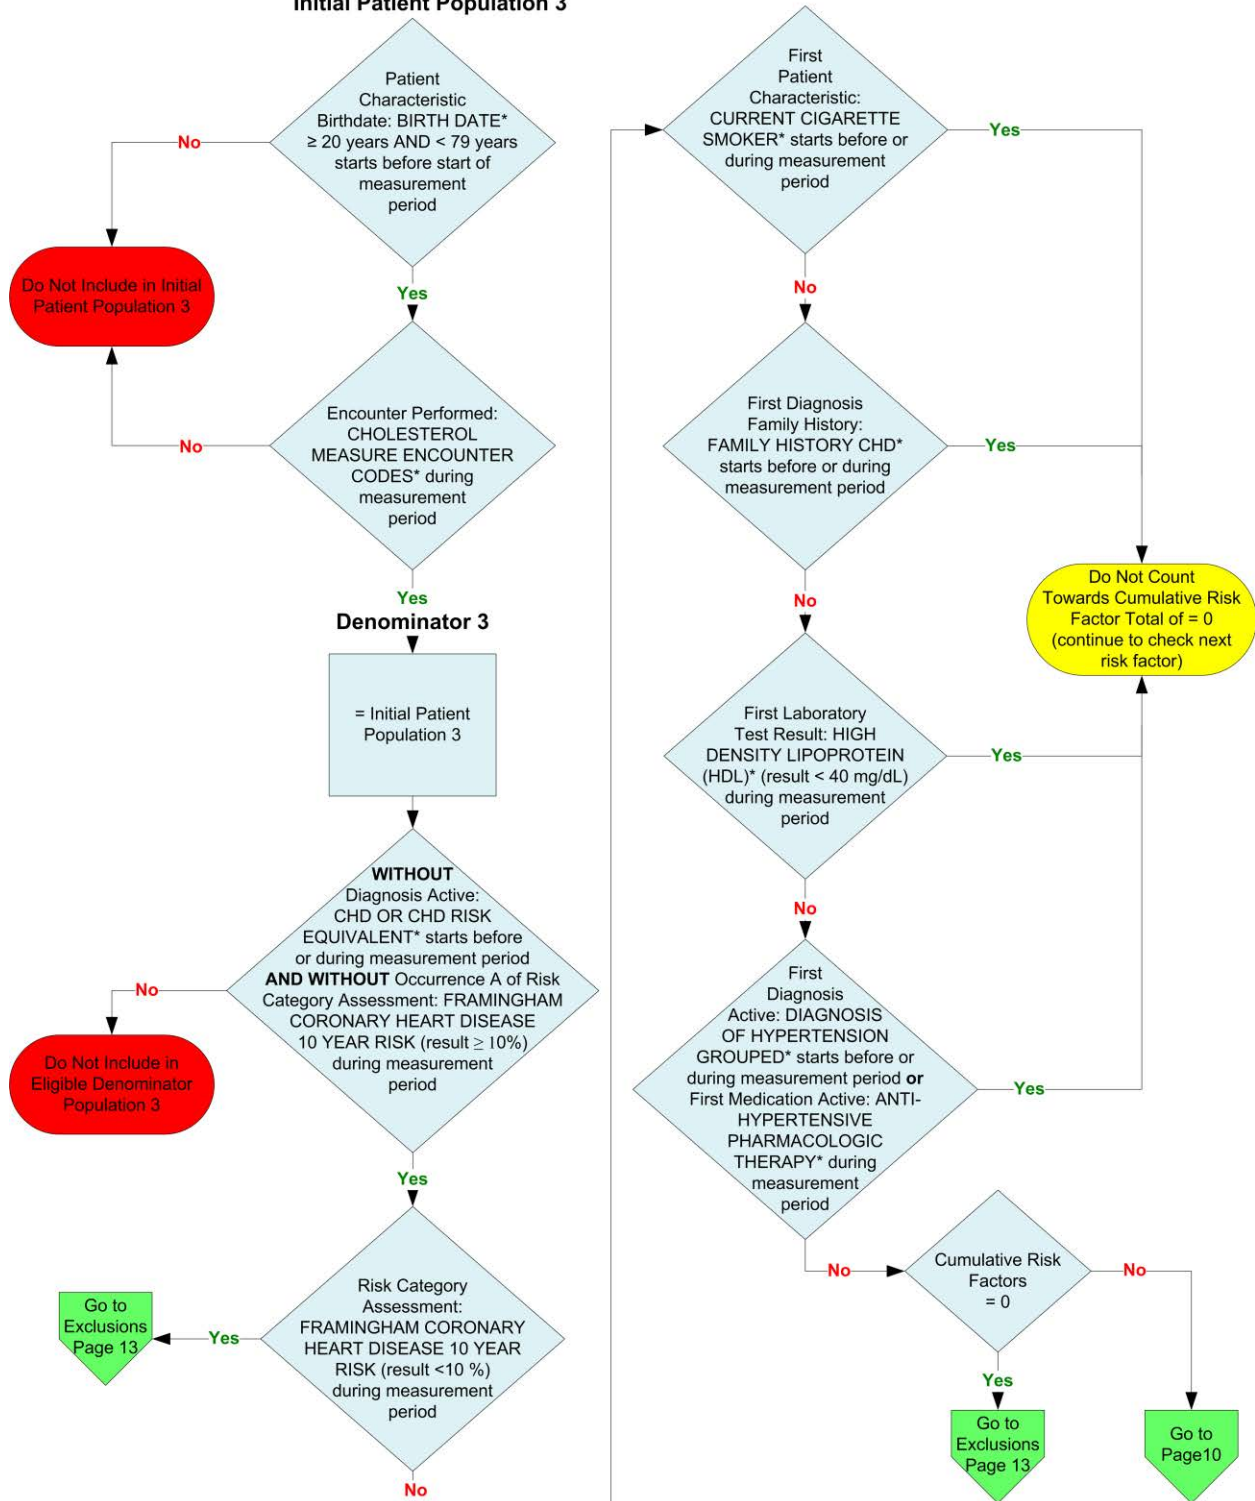 Initial Patient Population 3
Patient
Characteristic
Birthdate: BIRTH DATE*
≥ 20 years AND < 79 years
starts before start of
measurement
period
No
Do Not Include in Initial
Patient Population 3
Yes
Encounter Performed:
CHOLESTEROL
MEASURE ENCOUNTER
CODES* during
measurement
period
No
Yes
Denominator 3
= Initial Patient
Population 3
WITHOUT
Diagnosis Active:
CHD OR CHD RISK
EQUIVALENT* starts before
or during measurement period
AND WITHOUT Occurrence A of Risk
Category Assessment: FRAMINGHAM
CORONARY HEART DISEASE
10 YEAR RISK (result ≥ 10%)
during measurement
period
No
Do Not Include in
Eligible Denominator
Population 3
Yes
Risk Category
Assessment:
FRAMINGHAM CORONARY
HEART DISEASE 10 YEAR
RISK (result <10 %)
during measurement
period
Yes
Go to
Exclusions
Page 13
No
First
Patient
Characteristic:
CURRENT CIGARETTE
SMOKER* starts before or
during measurement
period
Yes
No
First Diagnosis
Family History:
FAMILY HISTORY CHD*
starts before or during
measurement period
Yes
No
Do Not Count
Towards Cumulative Risk
Factor Total of = 0
(continue to check next
risk factor)
First Laboratory
Test Result: HIGH
DENSITY LIPOPROTEIN
(HDL)* (result < 40 mg/dL)
during measurement
period
Yes
No
First
Diagnosis
Active: DIAGNOSIS
OF HYPERTENSION
GROUPED* starts before or
during measurement period or
First Medication Active: ANTI-
HYPERTENSIVE
PHARMACOLOGIC
THERAPY* during
measurement
period
Yes
No
Cumulative Risk
Factors
= 0
No
Yes
Go to
Exclusions
Page 13
Go to
Page10